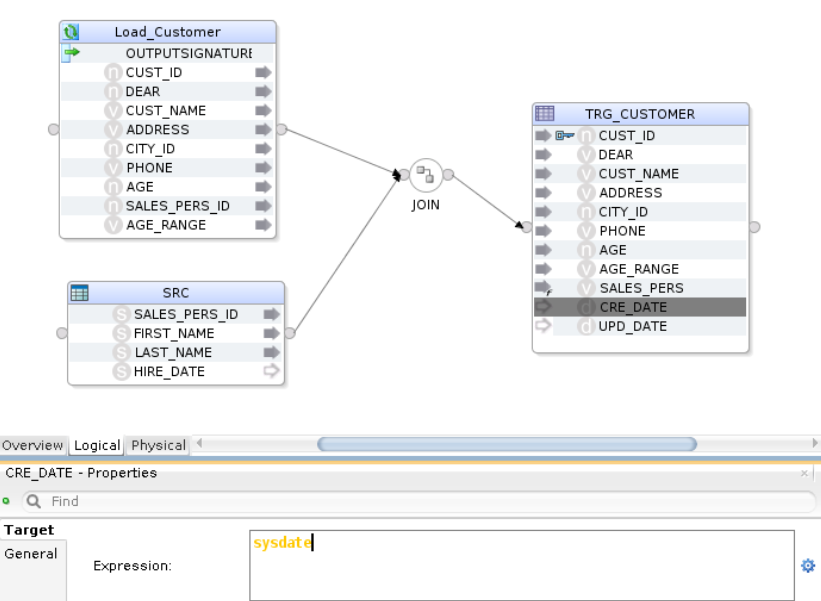 Load_Customer
OUTPUTSIGNATURE
n CUST_ID
n DEAR
v CUST_NAME
v ADDRESS
n CITY_ID
v PHONE
n AGE
n SALES_PERS_ID
v AGE_RANGE
SRC
S SALES_PERS_ID
S FIRST_NAME
S LAST_NAME
S HIRE_DATE
JOIN
TRG_CUSTOMER
n CUST_ID
v DEAR
v CUST_NAME
v ADDRESS
n CITY_ID
v PHONE
n AGE
v AGE_RANGE
v SALES_PERS
d CRE_DATE
d UPD_DATE
Overview Logical Physical
CRE_DATE - Properties
Find
Target
General
Expression:
sysdate